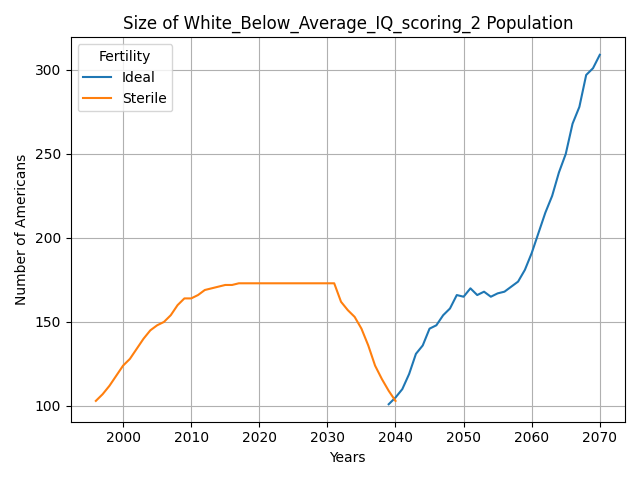 Size of White_Below_Average_IQ_scoring_2 Population
Fertility
Ideal
Sterile
Number of Americans
300
250
200
150
100
2000 2010 2020 2030 2040 2050 2060 2070
Years